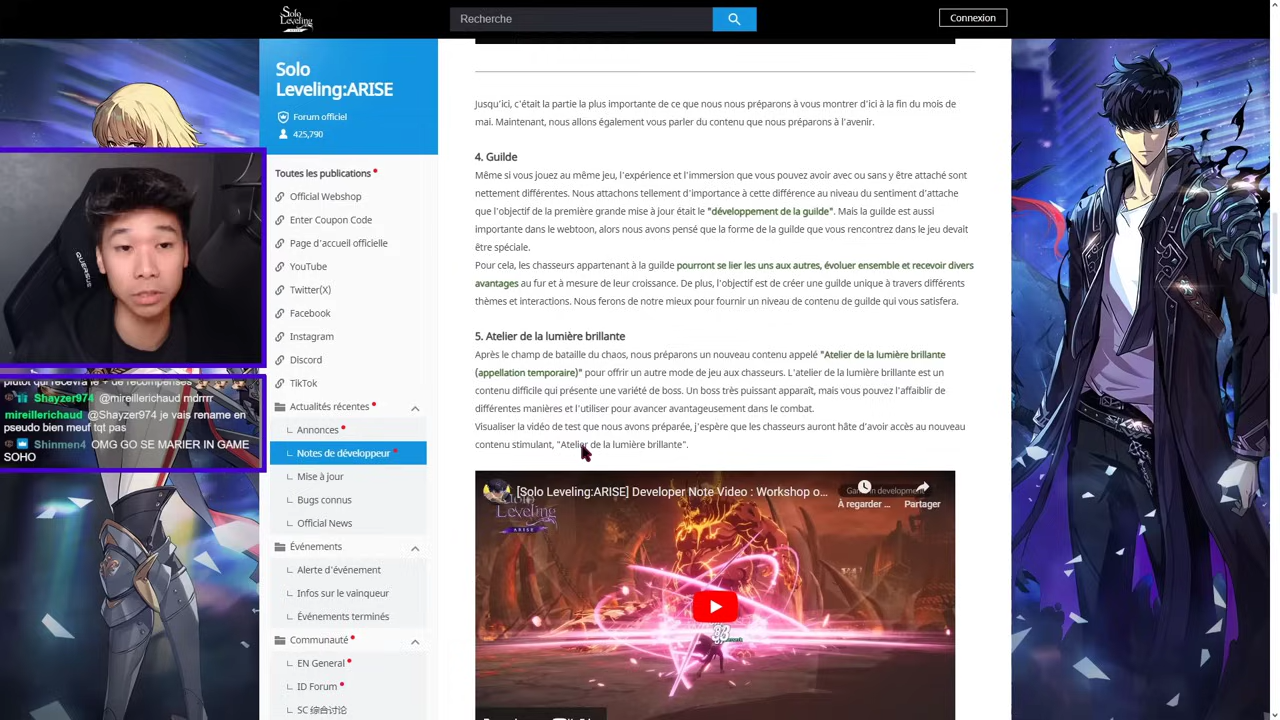 Solo
Leveling
ARISE
Recherche
Connexion
Solo
Leveling:ARISE
Forum officiel
425,790
Toutes les publications
Official Webshop
Enter Coupon Code
Page d'accueil officielle
YouTube
Twitter(X)
Facebook
Instagram
Discord
TikTok
Actualités récentes
Annonces
Notes de développeur
Mise à jour
Bugs connus
Official News
Événements
Alerte d'événement
Infos sur le vainqueur
Événements terminés
Communauté
EN General
ID Forum
SC 综合讨论
Jusqu'ici, c'était la partie la plus importante de ce que nous nous préparons à vous montrer d'ici à la fin du mois de
mai. Maintenant, nous allons également vous parler du contenu que nous préparons à l'avenir.
4. Guilde
Même si vous jouez au même jeu, l'expérience et l'immersion que vous pouvez avoir avec ou sans y être attaché sont
nettement différentes. Nous attachons tellement d'importance à cette différence au niveau du sentiment d'attache
que l'objectif de la première grande mise à jour était le "développement de la guilde". Mais la guilde est aussi
importante dans le webtoon, alors nous avons pensé que la forme de la guilde que vous rencontrez dans le jeu devait
être spéciale.
Pour cela, les chasseurs appartenant à la guilde pourront se lier les uns aux autres, évoluer ensemble et recevoir divers
avantages au fur et à mesure de leur croissance. De plus, l'objectif est de créer une guilde unique à travers différents
thèmes et interactions. Nous ferons de notre mieux pour fournir un niveau de contenu de guilde qui vous satisfera.
5. Atelier de la lumière brillante
Après le champ de bataille du chaos, nous préparons un nouveau contenu appelé "Atelier de la lumière brillante
(appellation temporaire)" pour offrir un autre mode de jeu aux chasseurs. L'atelier de la lumière brillante est un
contenu difficile qui présente une variété de boss. Un boss très puissant apparaît, mais vous pouvez l'affaiblir de
différentes manières et l'utiliser pour avancer avantageusement dans le combat.
Visualiser la vidéo de test que nous avons préparée, j'espère que les chasseurs auront hâte d'avoir accès au nouveau
contenu stimulant, "Atelier de la lumière brillante".
[Solo Leveling:ARISE] Developer Note Video : Workshop o...
À regarder ...
Partager
Solo
Leveling
ARISE
QUERSUS
plutot qui recevra le + de recompenses
Shayzer974 @mireillerichaud mdrrr
mireillerichaud @Shayzer974 je vais rename en
pseudo bien meuf tqt pas
Shinmen4 OMG GO SE MARIER IN GAME
SOHO